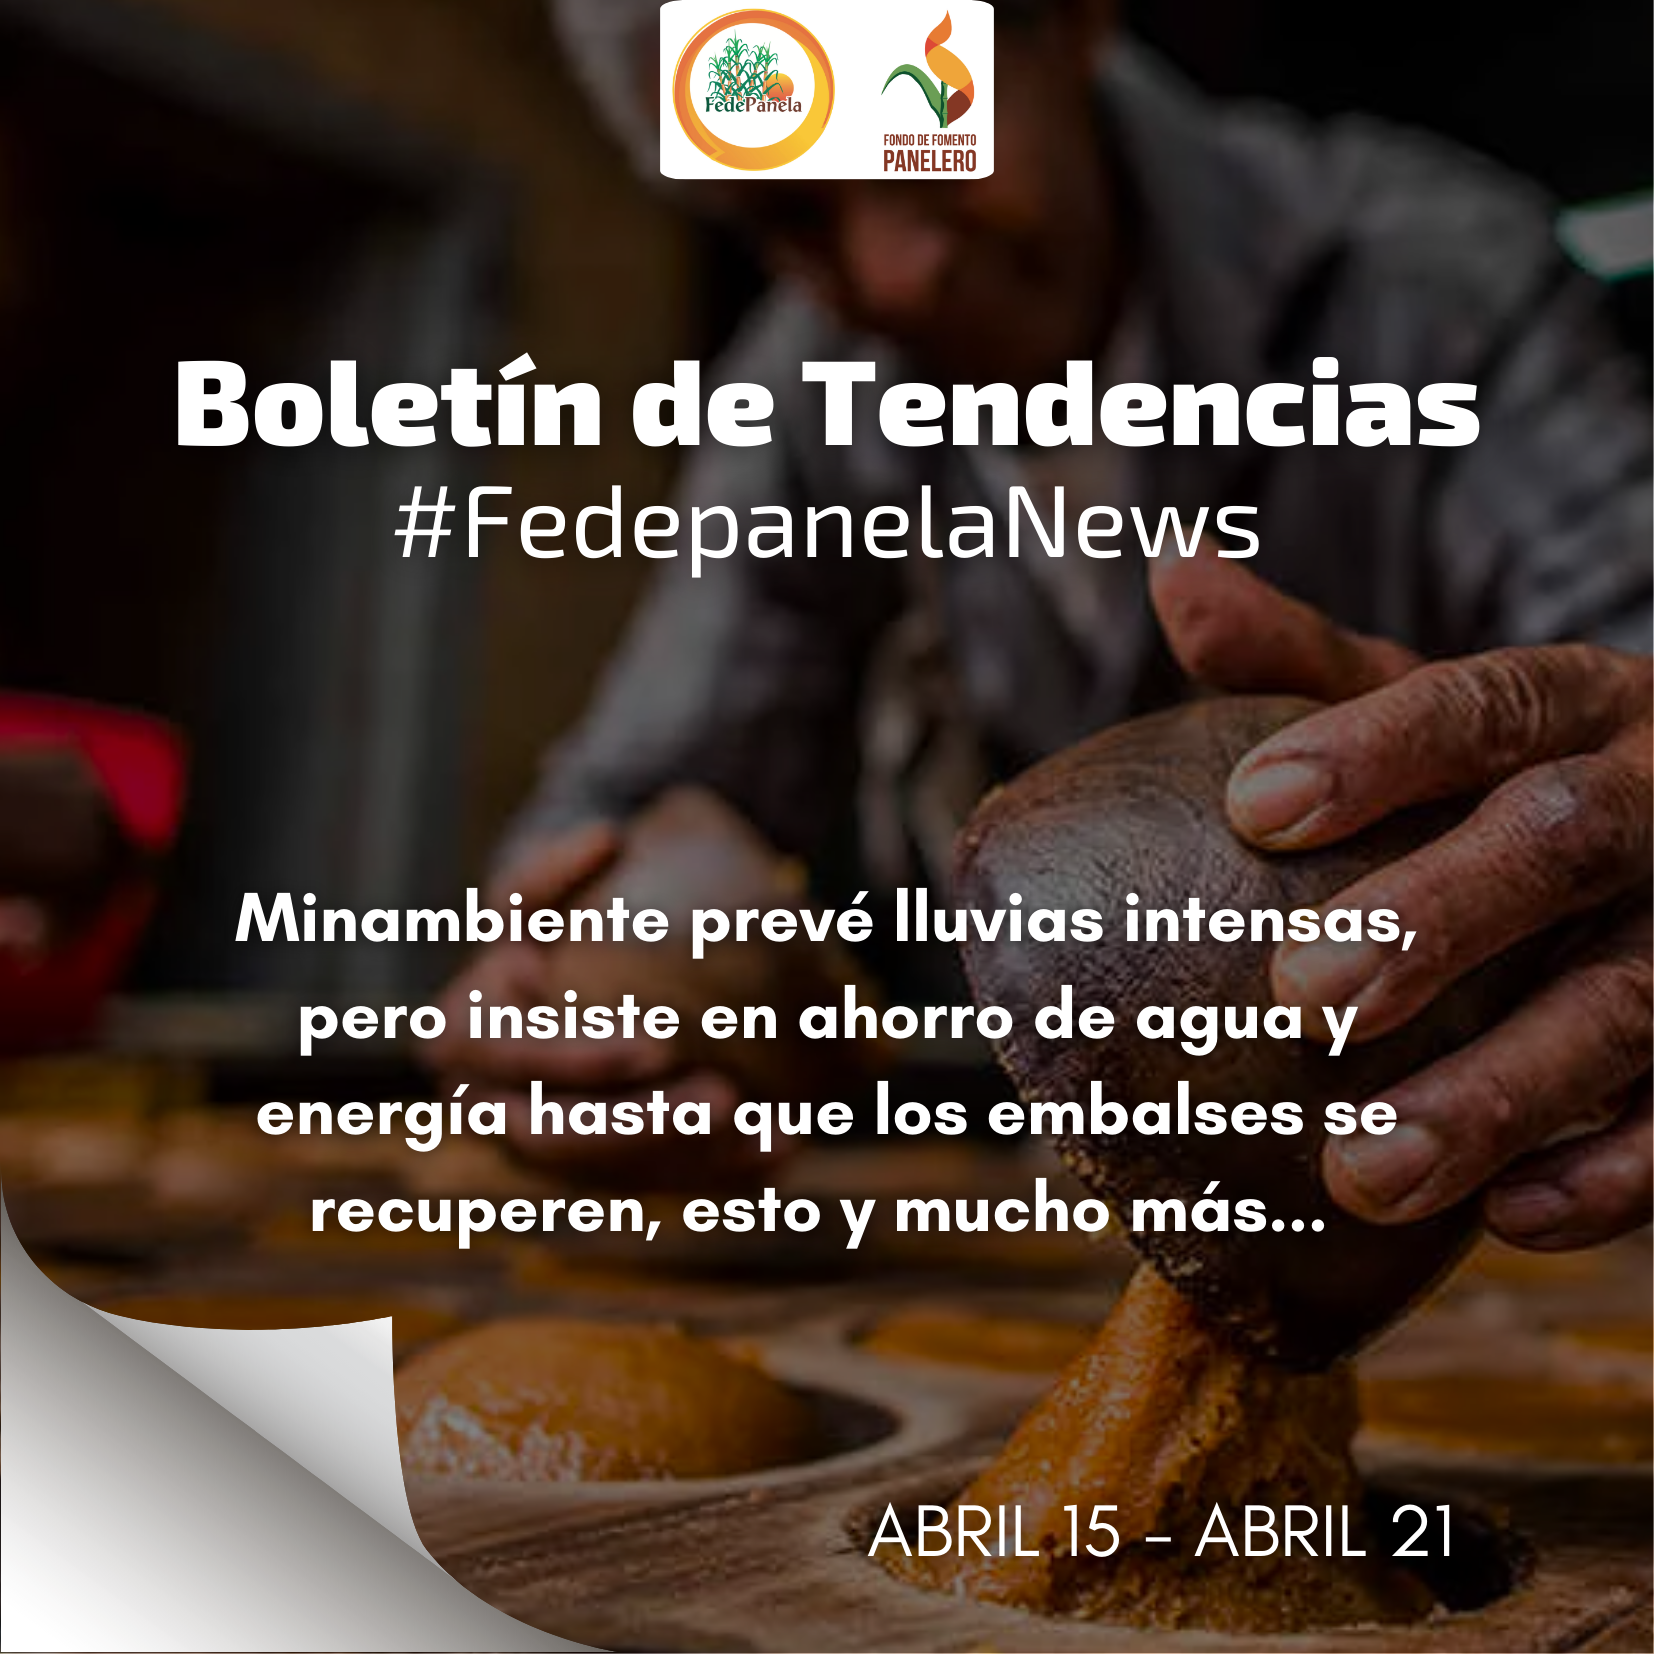 FedePanela
FONDO DE FOMENTO
PANELERO
Boletín de Tendencias
#FedepanelaNews
Minambiente prevé lluvias intensas,
pero insiste en ahorro de agua y
energía hasta que los embalses se
recuperen, esto y mucho más...
ABRIL 15 - ABRIL 21